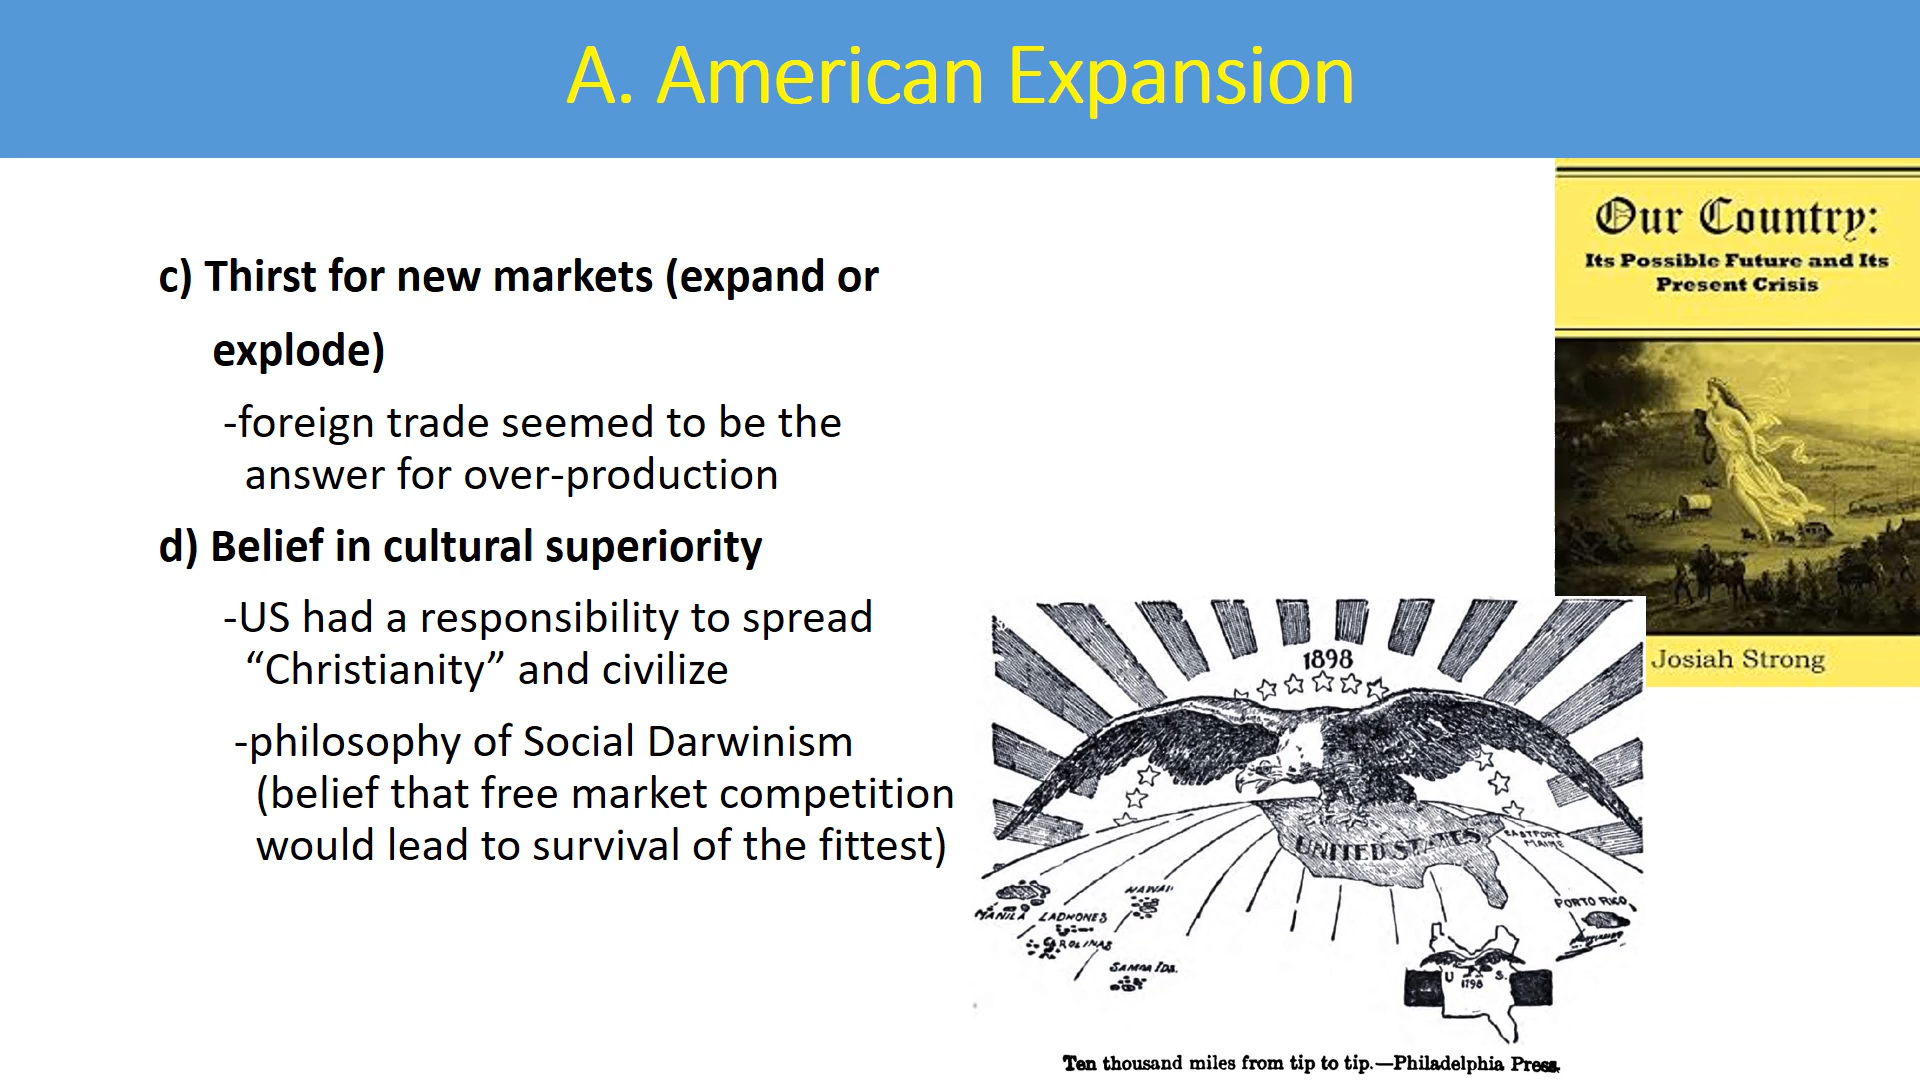 A. American Expansion
c) Thirst for new markets (expand or
explode)
-foreign trade seemed to be the
answer for over-production
d) Belief in cultural superiority
-US had a responsibility to spread
“Christianity” and civilize
-philosophy of Social Darwinism
(belief that free market competition
would lead to survival of the fittest)
Our Country:
Its Possible Future and Its
Present Crisis
Josiah Strong
1898
UNITED STATES
EASTPORT
MAINE
MANILA
LADRONES
HAWAII
CAROLINAS
SAMOA IDS.
PORTO RICO
U S.
1798
Ten thousand miles from tip to tip.—Philadelphia Press.